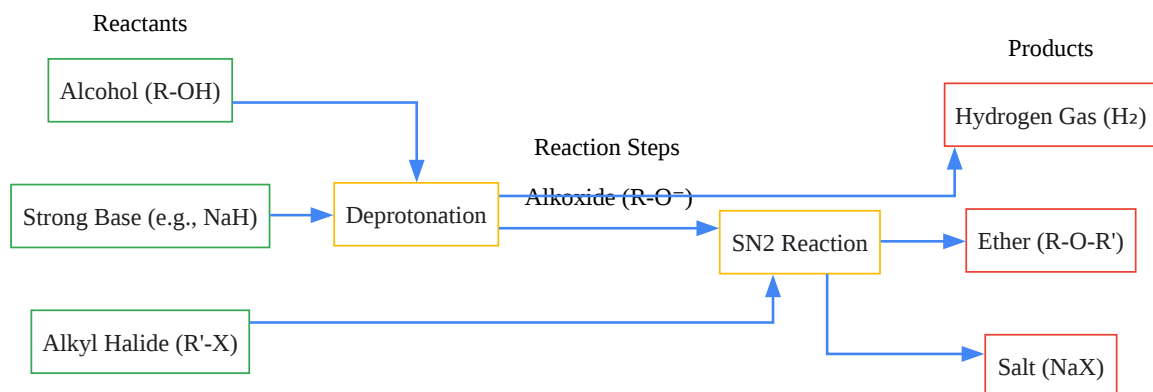 Reactants
Products
Alcohol (R-OH)
Hydrogen Gas (H₂)
Reaction Steps
Alkoxide (R-O⁻)
Strong Base (e.g., NaH)
Deprotonation
SN2 Reaction
Ether (R-O-R')
Alkyl Halide (R'-X)
Salt (NaX)